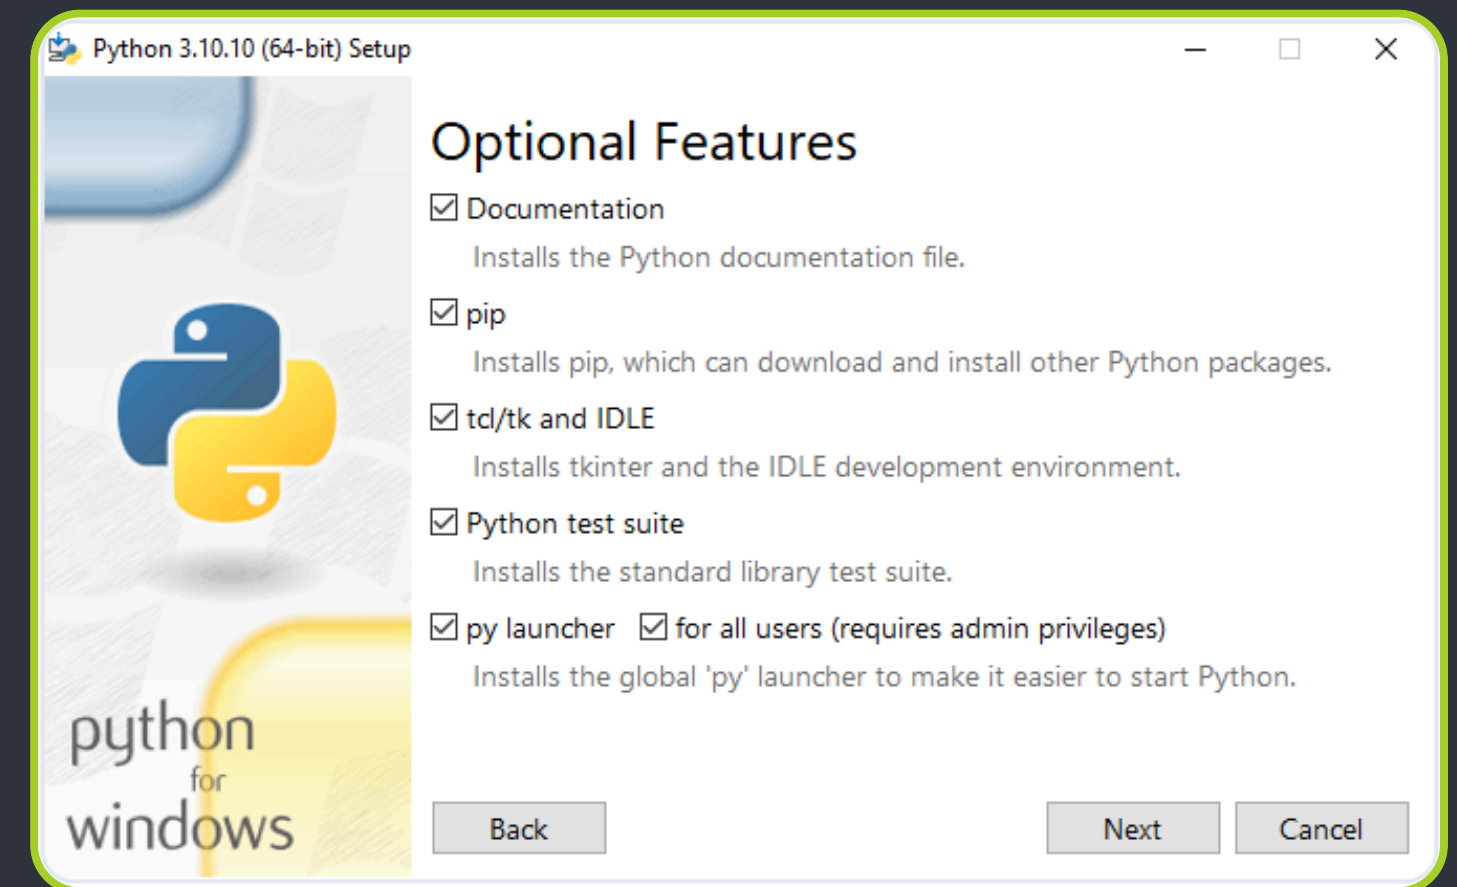 Python 3.10.10 (64-bit) Setup
Optional Features
Documentation
Installs the Python documentation file.
pip
Installs pip, which can download and install other Python packages.
tcl/tk and IDLE
Installs tkinter and the IDLE development environment.
Python test suite
Installs the standard library test suite.
py launcher for all users (requires admin privileges)
Installs the global 'py' launcher to make it easier to start Python.
python
for
windows
Back Next Cancel